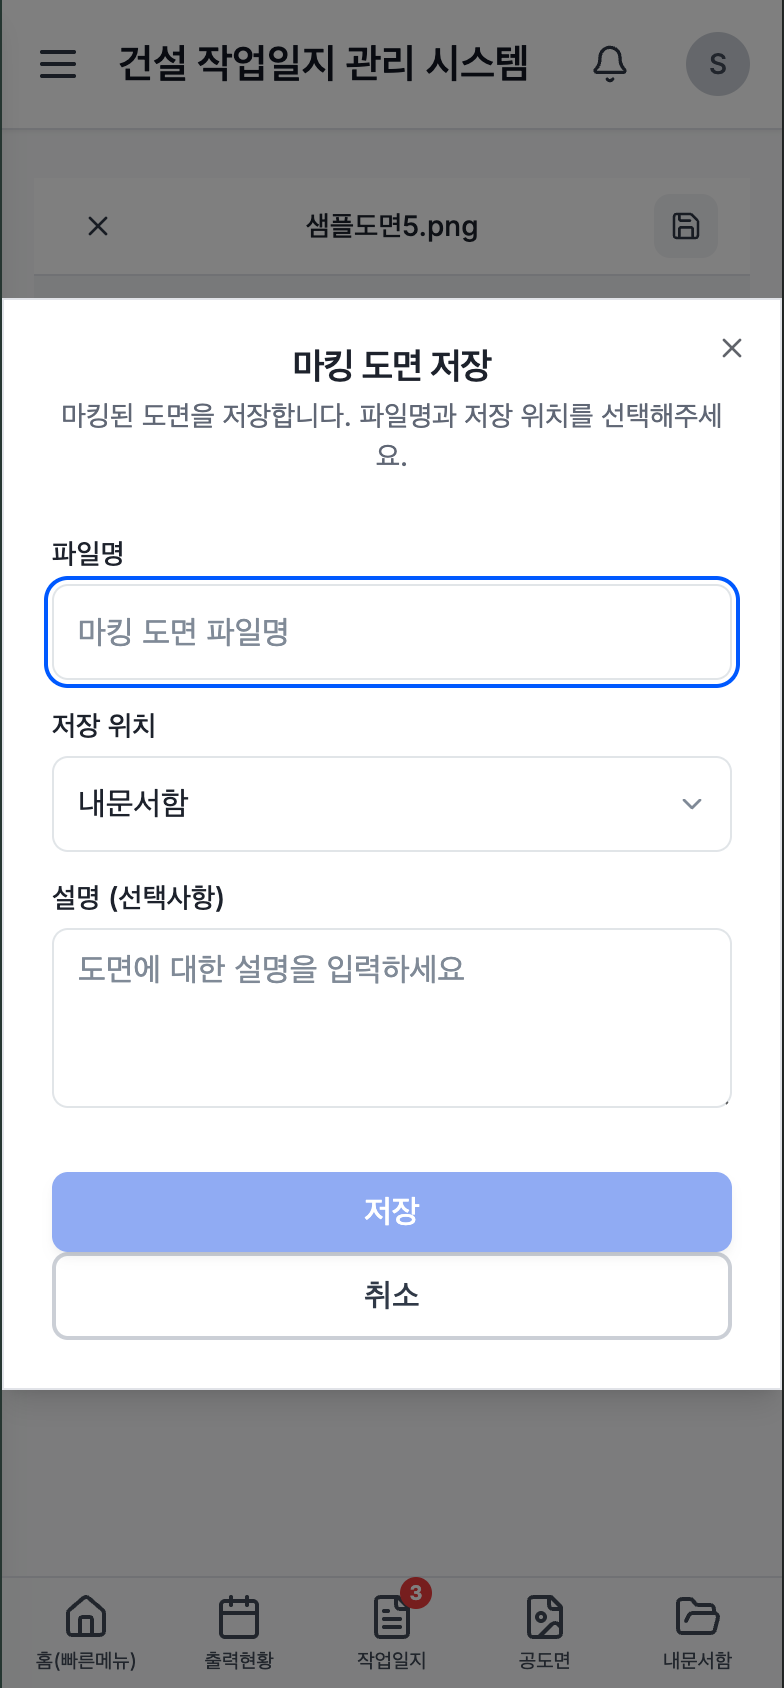 건설 작업일지 관리 시스템
S
샘플도면5.png
마킹 도면 저장
마킹된 도면을 저장합니다. 파일명과 저장 위치를 선택해주세
요.
파일명
마킹 도면 파일명
저장 위치
내문서함
설명 (선택사항)
도면에 대한 설명을 입력하세요
저장
취소
3
홈(빠른메뉴)
출력현황
작업일지
공도면
내문서함